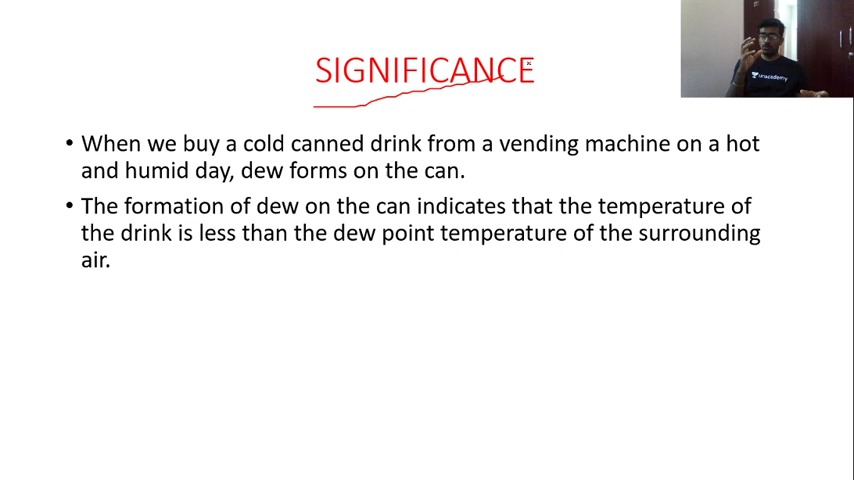 SIGNIFICANCE
unacademy
• When we buy a cold canned drink from a vending machine on a hot
and humid day, dew forms on the can.
• The formation of dew on the can indicates that the temperature of
the drink is less than the dew point temperature of the surrounding
air.